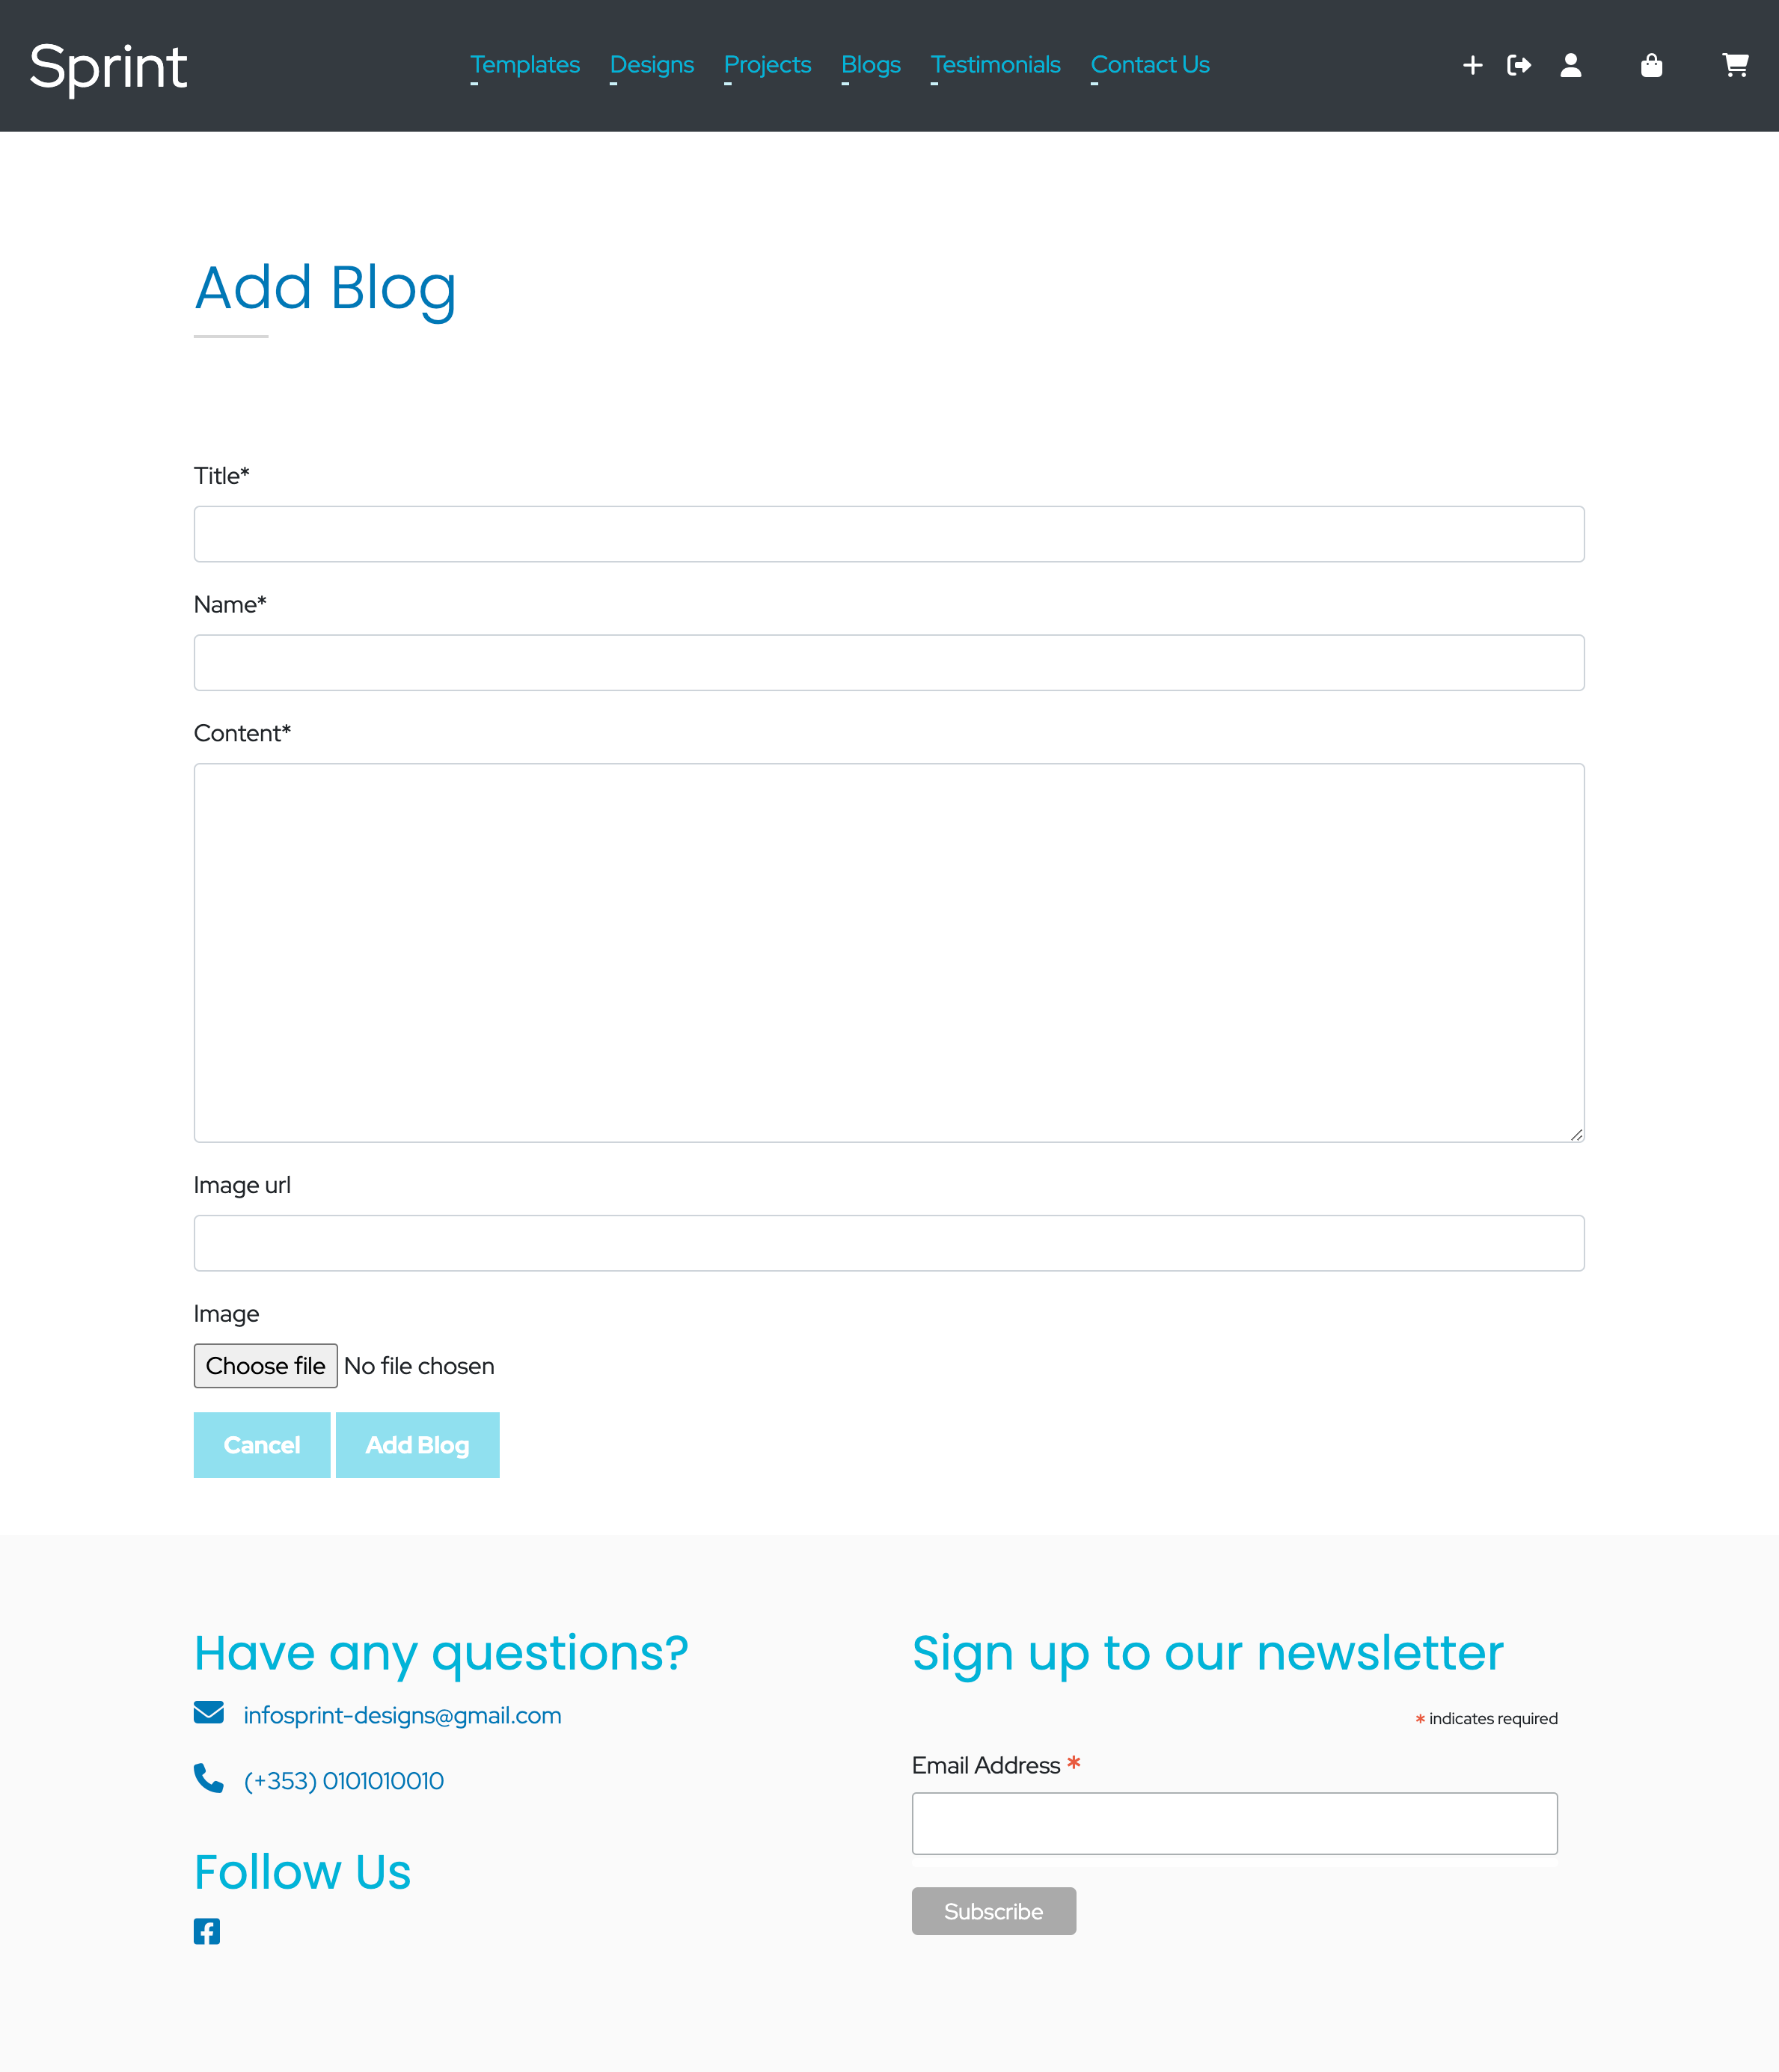 Sprint
Templates Designs Projects Blogs Testimonials Contact Us
Add Blog
Title*
Name*
Content*
Image url
Image
Choose file No file chosen
Cancel Add Blog
Have any questions?
infosprint-designs@gmail.com
(+353) 0101010010
Follow Us
Sign up to our newsletter
* indicates required
Email Address *
Subscribe